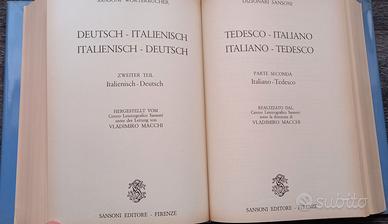 SANSONI WÖRTERBÜCHER
DEUTSCH - ITALIENISCH
ITALIENISCH - DEUTSCH
ZWEITER TEIL
Italienisch - Deutsch
HERGESTELLT VOM
Centro Lessicografico Sansoni
unter der Leitung von
VLADIMIRO MACCHI
SANSONI EDITORE - FIRENZE
DIZIONARI SANSONI
TEDESCO - ITALIANO
ITALIANO - TEDESCO
PARTE SECONDA
Italiano - Tedesco
REALIZZATO DAL
Centro Lessicografico Sansoni
sotto la direzione di
VLADIMIRO MACCHI
SANSONI EDITORE - FIRENZE
subito